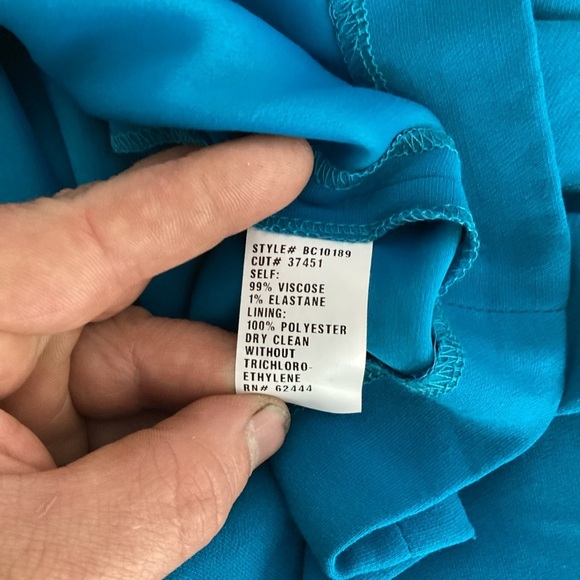 STYLE# BC10189
CUT# 37451
SELF:
99% VISCOSE
1% ELASTANE
LINING:
100% POLYESTER
DRY CLEAN
WITHOUT
TRICHLORO-
ETHYLENE
RN# 62444